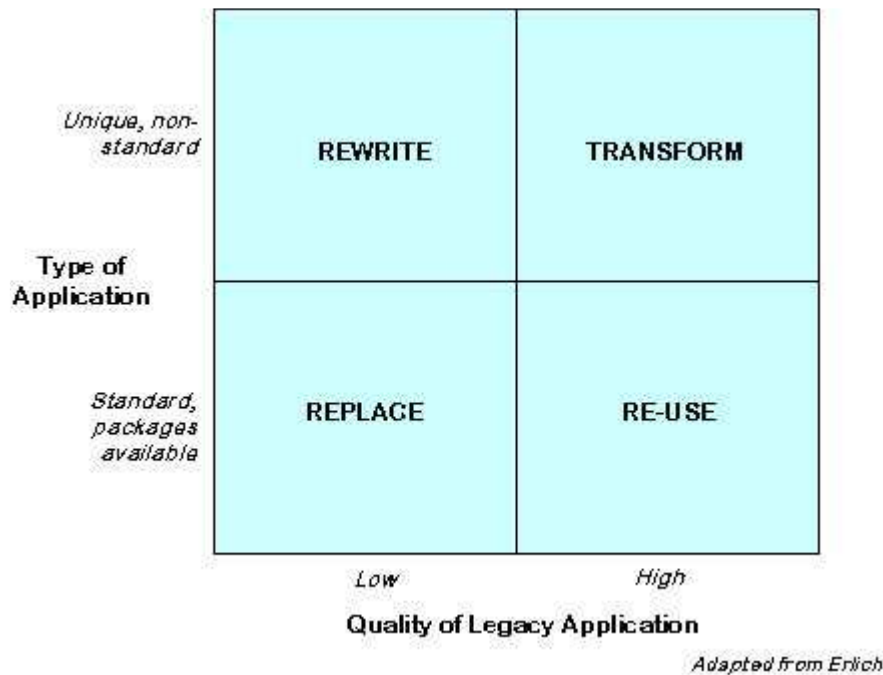 Unique, non-
standard
REWRITE
TRANSFORM
Type of
Application
Standard,
packages
available
REPLACE
RE-USE
Low
High
Quality of Legacy Application
Adapted from Erlich